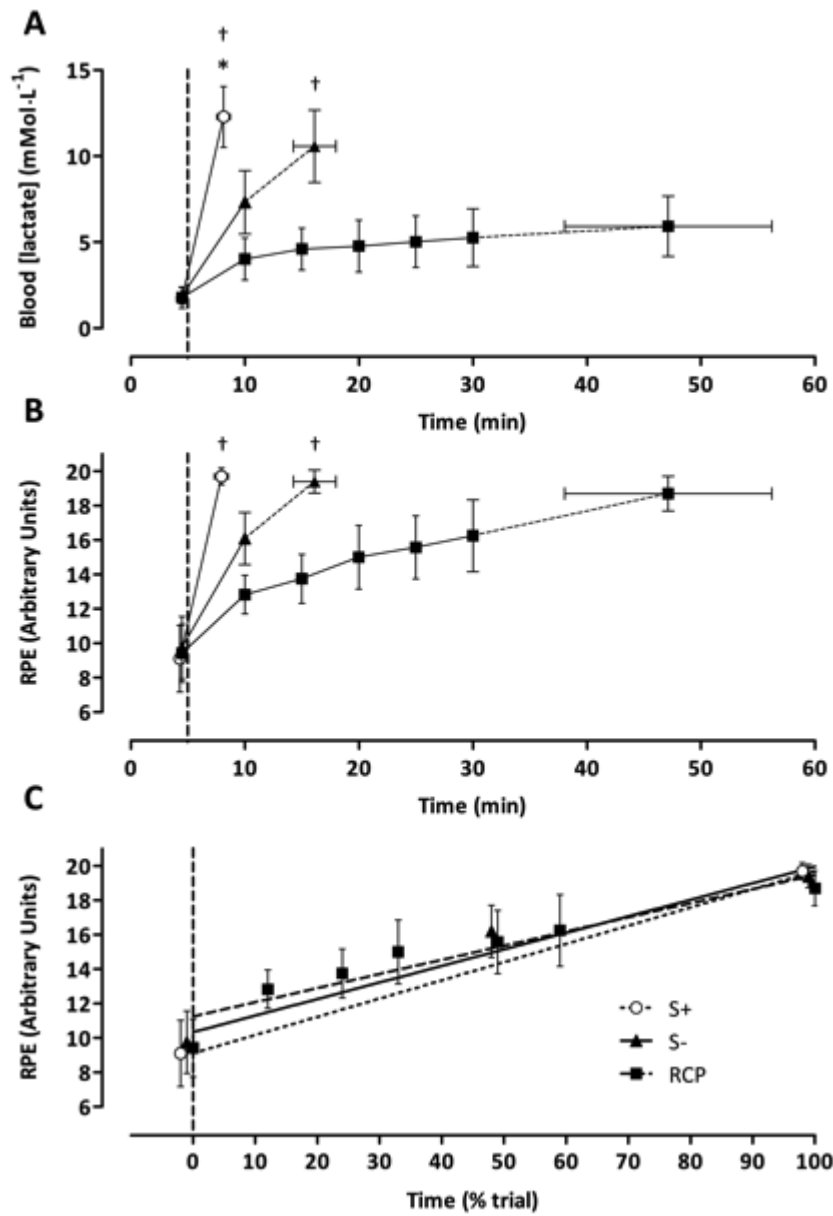 A
Blood [lactate] (mMol·L⁻¹)
†
*
†
15
10
5
0
0 10 20 30 40 50 60
Time (min)
B
RPE (Arbitrary Units)
† †
20
18
16
14
12
10
8
6
0 10 20 30 40 50 60
Time (min)
C
RPE (Arbitrary Units)
20
18
16
14
12
10
8
6
S+
S-
RCP
0 10 20 30 40 50 60 70 80 90 100
Time (% trial)